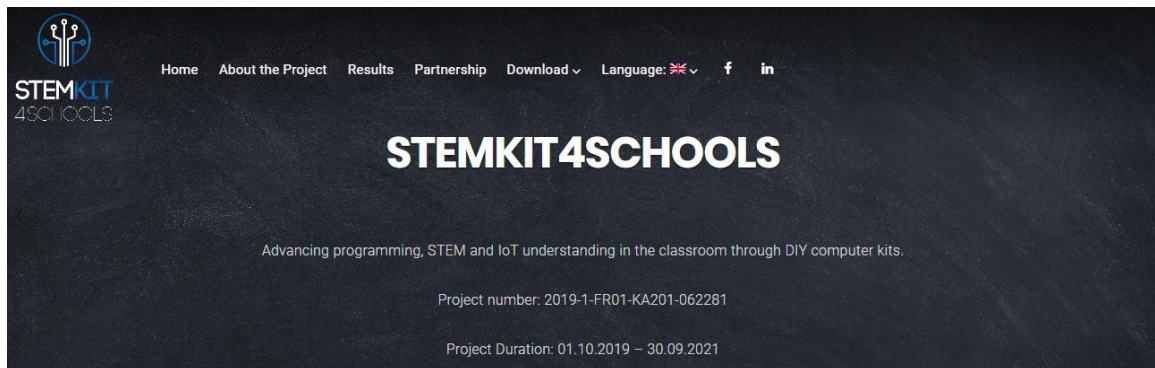 STEMKIT
4SCHOOLS
Home About the Project Results Partnership Download Language: f in
STEMKIT4SCHOOLS
Advancing programming, STEM and IoT understanding in the classroom through DIY computer kits.
Project number: 2019-1-FR01-KA201-062281
Project Duration: 01.10.2019 – 30.09.2021